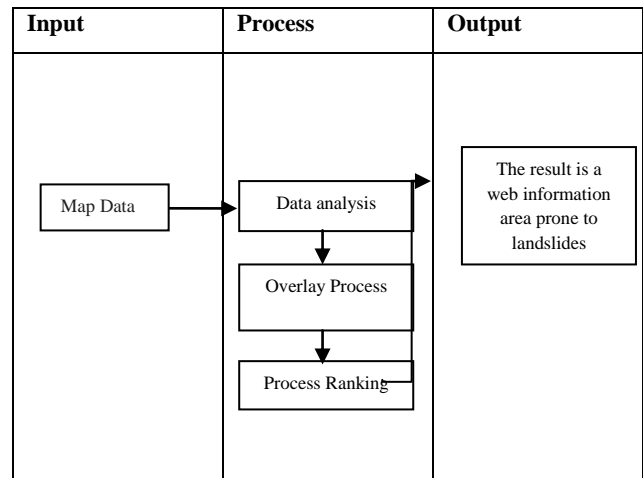 Input
Process
Output
Map Data
Data analysis
Overlay Process
Process Ranking
The result is a
web information
area prone to
landslides